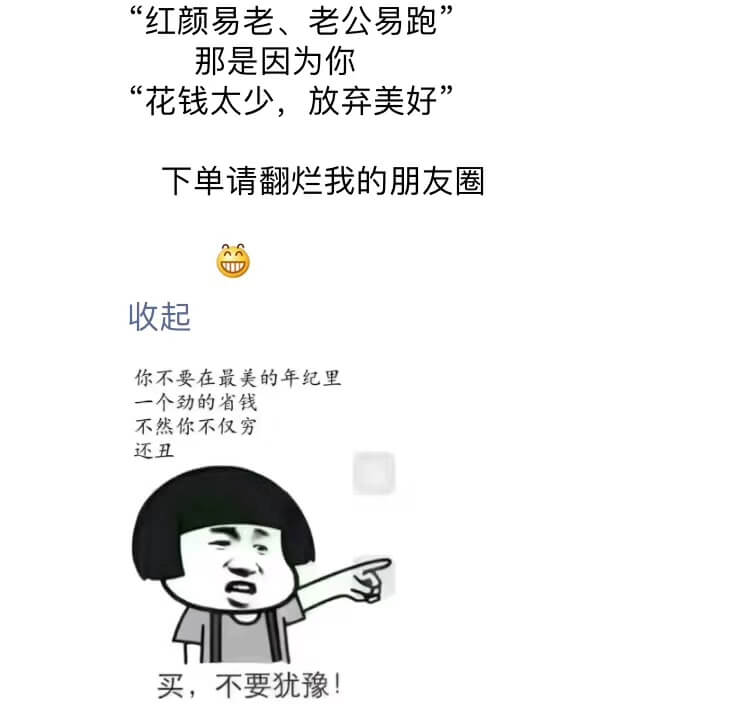 “红颜易老、老公易跑”
那是因为你
“花钱太少，放弃美好”
下单请翻烂我的朋友圈
收起
你不要在最美的年纪里
一个劲的省钱
不然你不仅穷
还丑
买，不要犹豫！